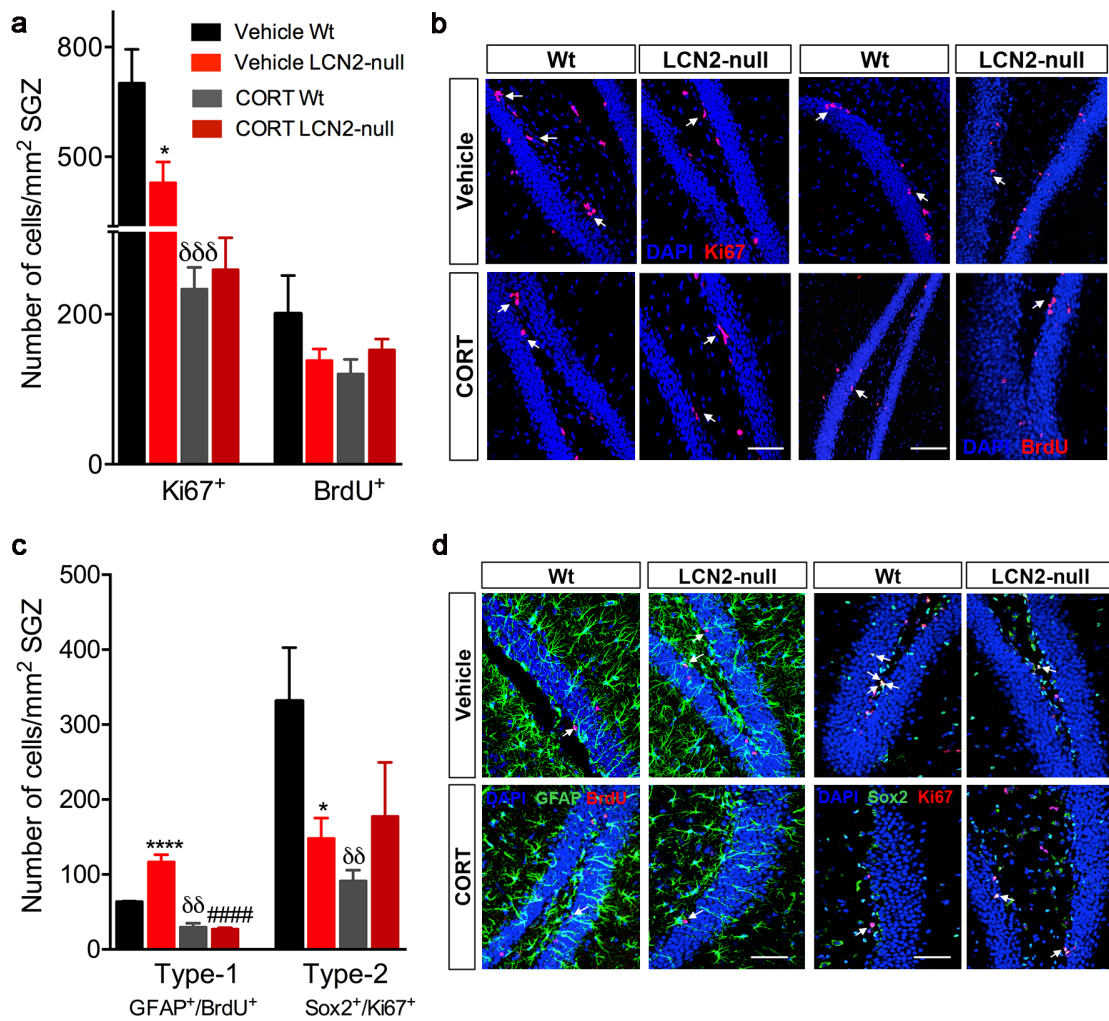 a
Number of cells/mm² SGZ
800
500
200
0
Vehicle Wt
Vehicle LCN2-null
CORT Wt
CORT LCN2-null
*
δδδ
Ki67⁺
BrdU⁺
b
Wt
LCN2-null
Wt
LCN2-null
Vehicle
CORT
DAPI Ki67
DAPI BrdU
c
Number of cells/mm² SGZ
500
400
300
200
100
0
****
δδ
####
*
δδ
Type-1
Type-2
GFAP⁺/BrdU⁺
Sox2⁺/Ki67⁺
d
Wt
LCN2-null
Wt
LCN2-null
Vehicle
CORT
DAPI GFAP BrdU
DAPI Sox2 Ki67